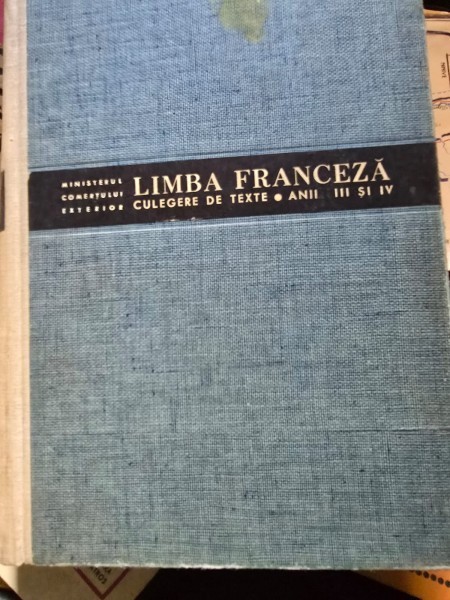 MINISTERUL
COMERȚULUI
EXTERIOR
LIMBA FRANCEZĂ
CULEGERE DE TEXTE • ANII III ȘI IV